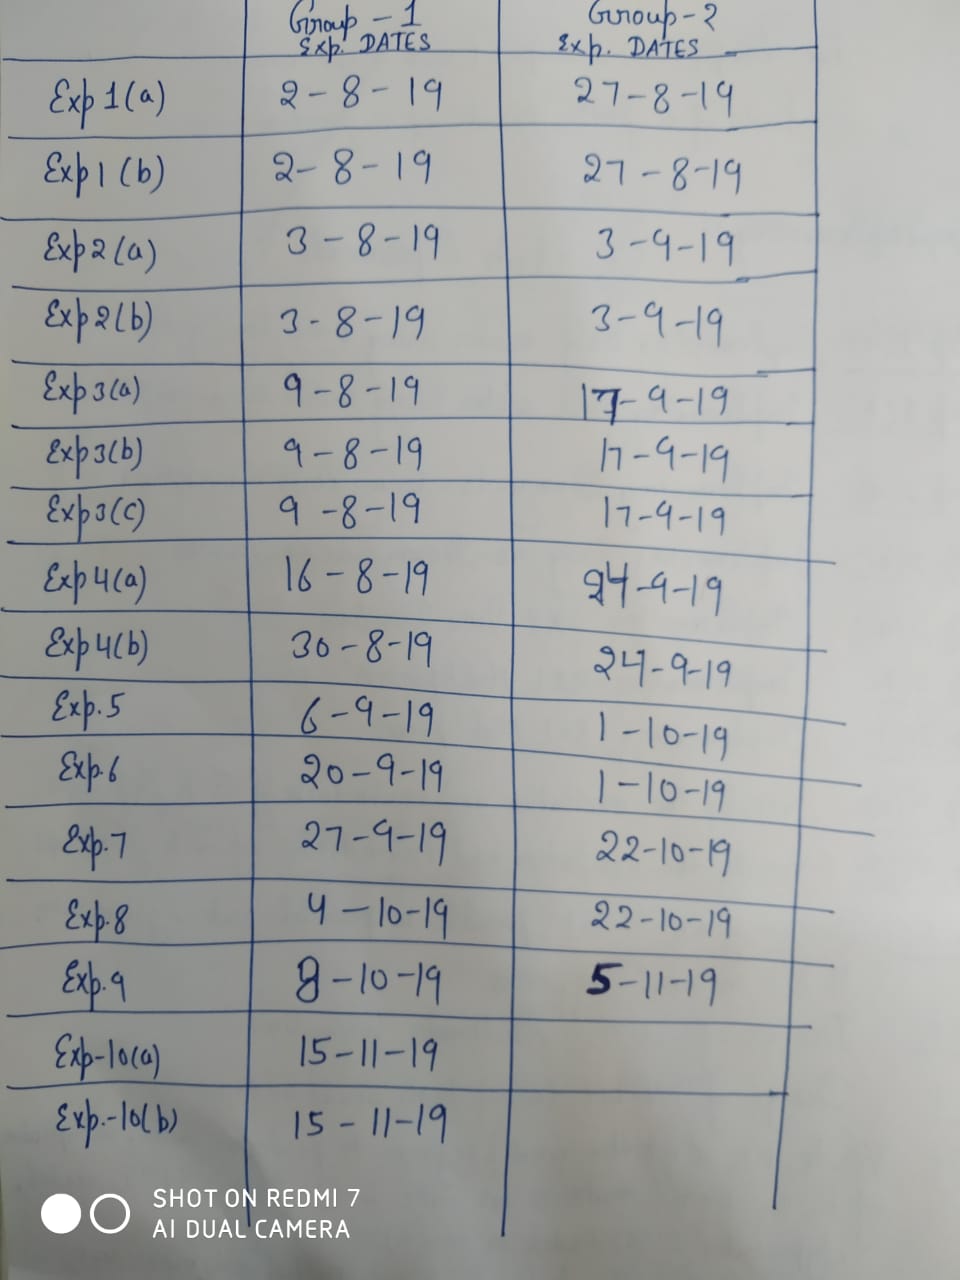 Group - 1 Group - 2
Exp. DATES Exp. DATES
Exp 1(a) 2 - 8 - 19 27 - 8 - 19
Exp 1 (b) 2 - 8 - 19 27 - 8 - 19
Exp 2 (a) 3 - 8 - 19 3 - 9 - 19
Exp 2(b) 3 - 8 - 19 3 - 9 - 19
Exp 3(a) 9 - 8 - 19 17 - 9 - 19
Exp 3(b) 9 - 8 - 19 17 - 9 - 19
Exp 3(c) 9 - 8 - 19 17 - 9 - 19
Exp 4(a) 16 - 8 - 19 24 - 9 - 19
Exp 4(b) 30 - 8 - 19 24 - 9 - 19
Exp. 5 6 - 9 - 19 1 - 10 - 19
Exp. 6 20 - 9 - 19 1 - 10 - 19
Exp. 7 27 - 9 - 19 22 - 10 - 19
Exp. 8 4 - 10 - 19 22 - 10 - 19
Exp. 9 8 - 10 - 19 5 - 11 - 19
Exp - 10(a) 15 - 11 - 19
Exp. - 10(b) 15 - 11 - 19
SHOT ON REDMI 7
AI DUAL CAMERA